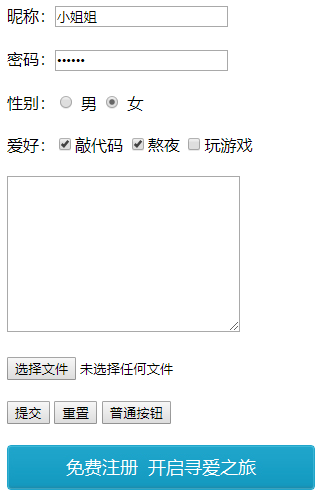 昵称：小姐姐
密码：••••••
性别： 男 女
爱好： 敲代码 熬夜 玩游戏
选择文件 未选择任何文件
提交 重置 普通按钮
免费注册 开启寻爱之旅